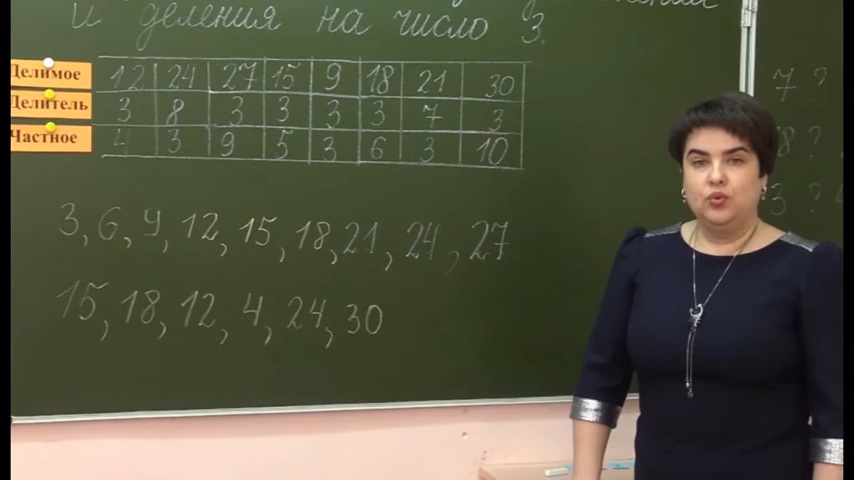 и деления на число 3.
Делимое 12 24 27 15 9 18 21 30
Делитель 3 8 3 3 3 3 7 3
Частное 4 3 9 5 3 6 3 10
3, 6, 9, 12, 15, 18, 21, 24, 27
15, 18, 12, 4, 24, 30
7 ?
8 ?
3 ?